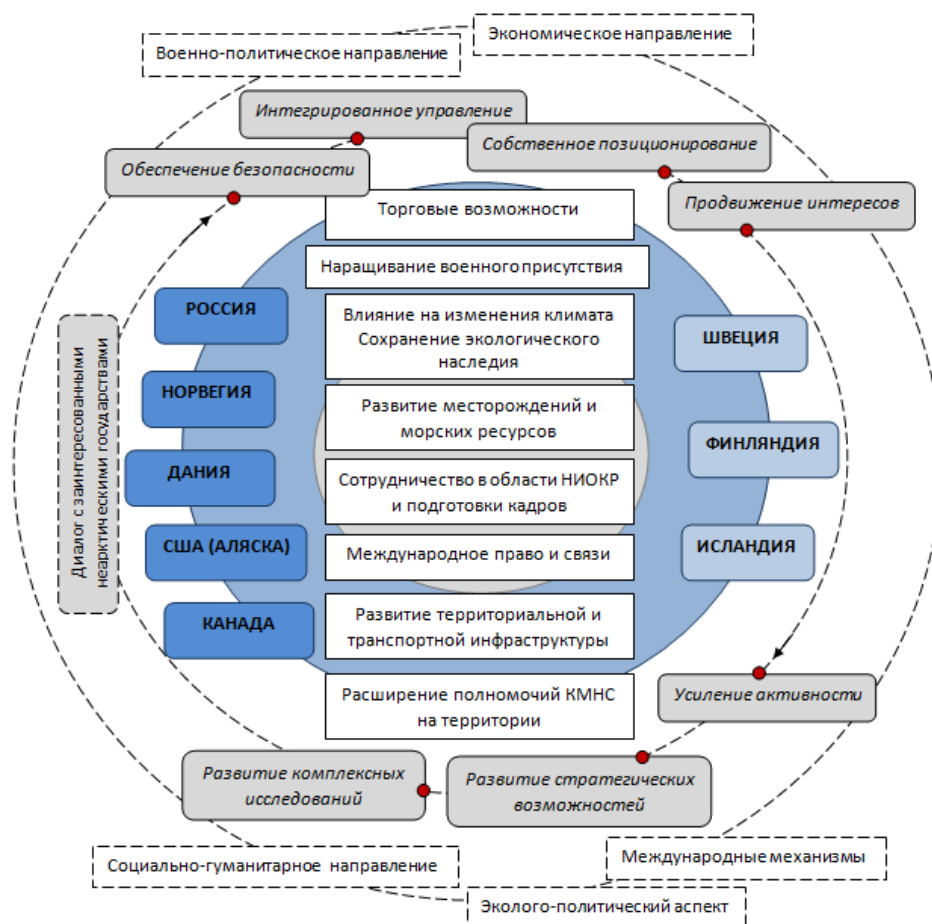 Экономическое направление
Военно-политическое направление
Интегрированное управление
Собственное позиционирование
Обеспечение безопасности
Продвижение интересов
Торговые возможности
Наращивание военного присутствия
РОССИЯ
Влияние на изменения климата
Сохранение экологического
наследия
ШВЕЦИЯ
НОРВЕГИЯ
Развитие месторождений и
морских ресурсов
ФИНЛЯНДИЯ
ДАНИЯ
Сотрудничество в области НИОКР
и подготовки кадров
США (АЛЯСКА)
Международное право и связи
ИСЛАНДИЯ
КАНАДА
Развитие территориальной и
транспортной инфраструктуры
Диалог с заинтересованными
неарктическими государствами
Расширение полномочий КМНС
на территории
Усиление активности
Развитие комплексных
исследований
Развитие стратегических
возможностей
Социально-гуманитарное направление
Международные механизмы
Эколого-политический аспект